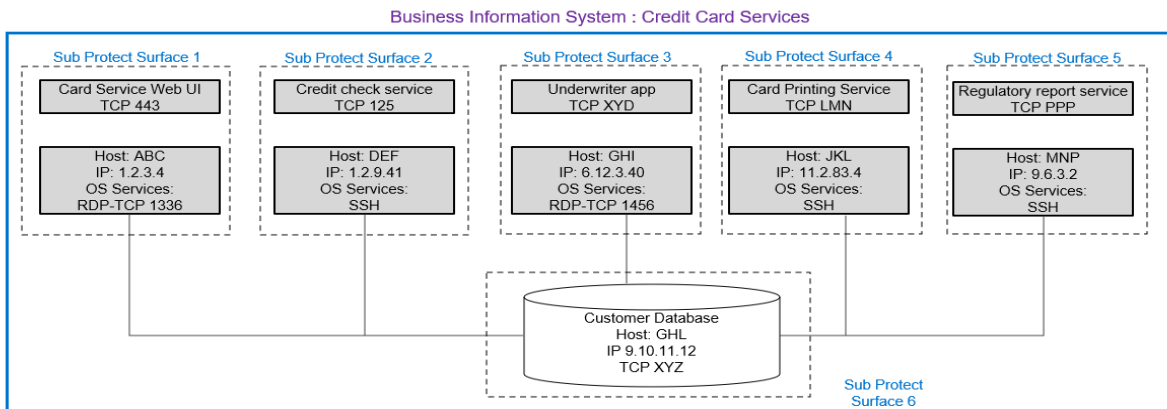 Business Information System : Credit Card Services
Sub Protect Surface 1
Card Service Web UI
TCP 443
Host: ABC
IP: 1.2.3.4
OS Services:
RDP-TCP 1336
Sub Protect Surface 2
Credit check service
TCP 125
Host: DEF
IP: 1.2.9.41
OS Services:
SSH
Sub Protect Surface 3
Underwriter app
TCP XYD
Host: GHI
IP: 6.12.3.40
OS Services:
RDP-TCP 1456
Sub Protect Surface 4
Card Printing Service
TCP LMN
Host: JKL
IP: 11.2.83.4
OS Services:
SSH
Sub Protect Surface 5
Regulatory report service
TCP PPP
Host: MNP
IP: 9.6.3.2
OS Services:
SSH
Customer Database
Host: GHL
IP 9.10.11.12
TCP XYZ
Sub Protect
Surface 6